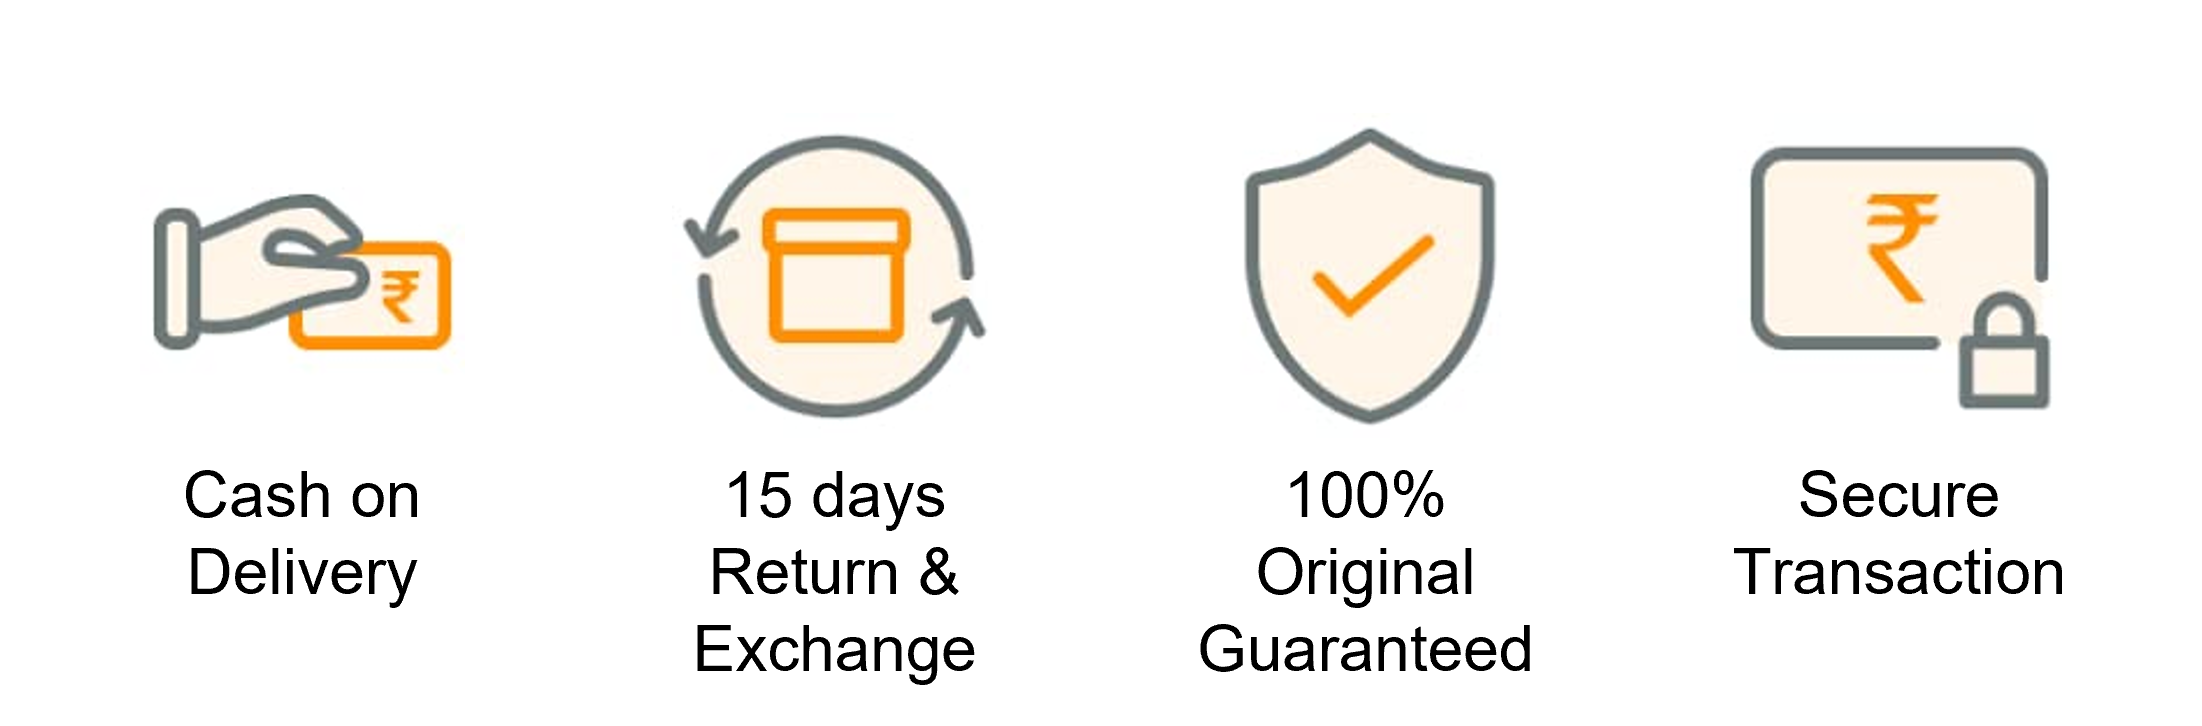 ₹
₹
Cash on
Delivery
15 days
Return &
Exchange
100%
Original
Guaranteed
Secure
Transaction